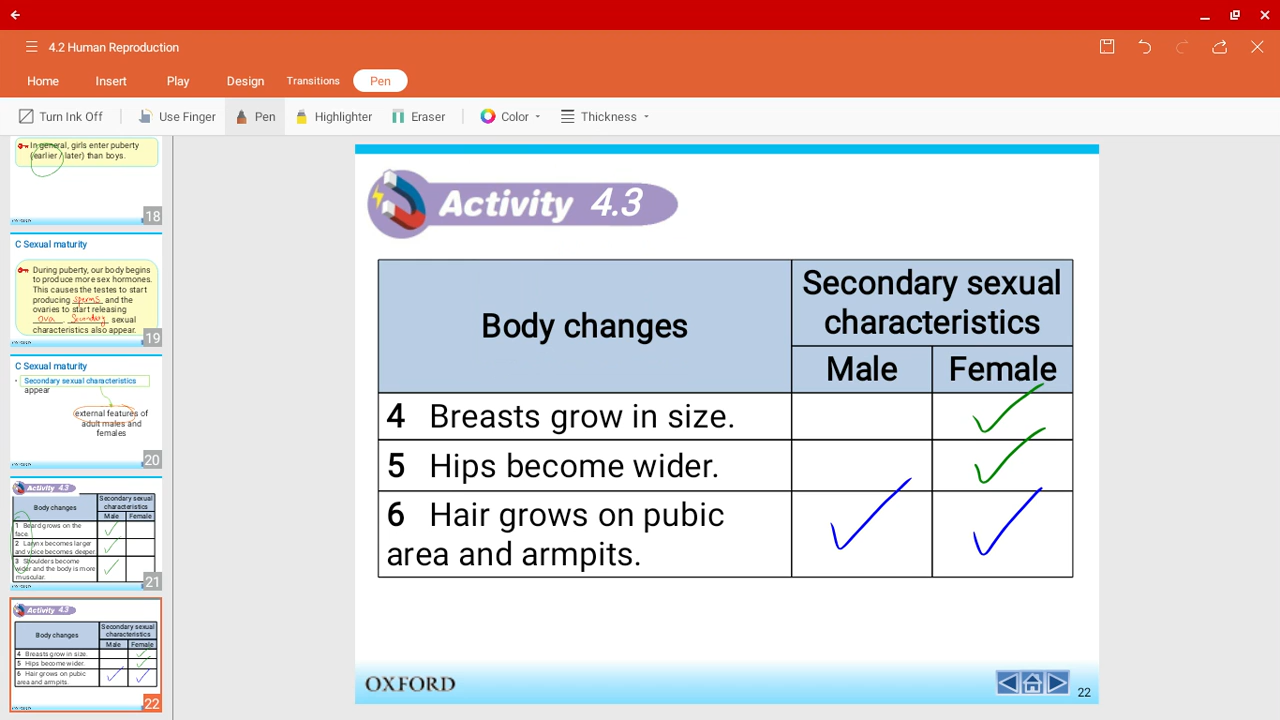 4.2 Human Reproduction
Home Insert Play Design Transitions Pen
Turn Ink Off Use Finger Pen Highlighter Eraser Color Thickness
In general, girls enter puberty
(earlier / later) than boys.
18
C Sexual maturity
During puberty, our body begins
to produce more sex hormones.
This causes the testes to start
producing sperms and the
ovaries to start releasing
ova. Secondary sexual
characteristics also appear.
19
C Sexual maturity
• Secondary sexual characteristics
appear
external features of
adult males and
females
20
Activity 4.3
Body changes
Secondary sexual
characteristics
Male Female
1 Beard grows on the
face.
2 Larynx becomes larger
and voice becomes deeper.
3 Shoulders become
wider and the body is more
muscular.
21
Activity 4.3
Body changes
Secondary sexual
characteristics
Male Female
4 Breasts grow in size.
5 Hips become wider.
6 Hair grows on pubic
area and armpits.
22
Activity 4.3
Body changes
Secondary sexual
characteristics
Male Female
4 Breasts grow in size.
5 Hips become wider.
6 Hair grows on pubic
area and armpits.
OXFORD
22